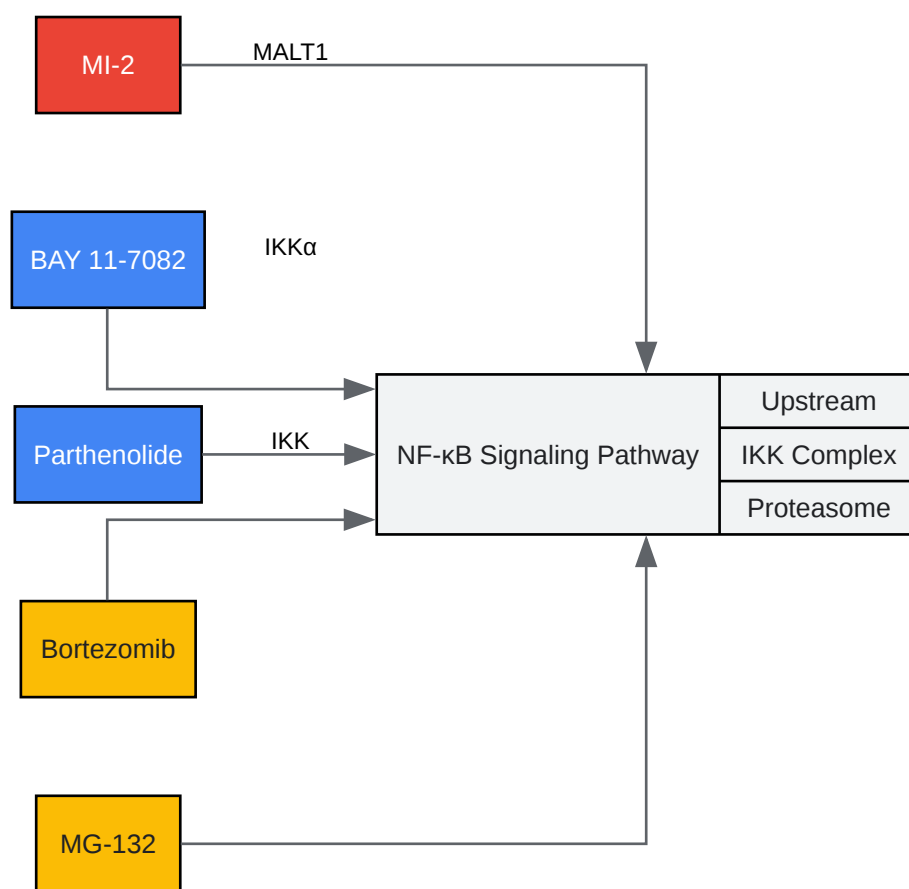 MI-2
MALT1
BAY 11-7082
IKKα
Parthenolide
IKK
NF-κB Signaling Pathway
Upstream
IKK Complex
Proteasome
Bortezomib
MG-132